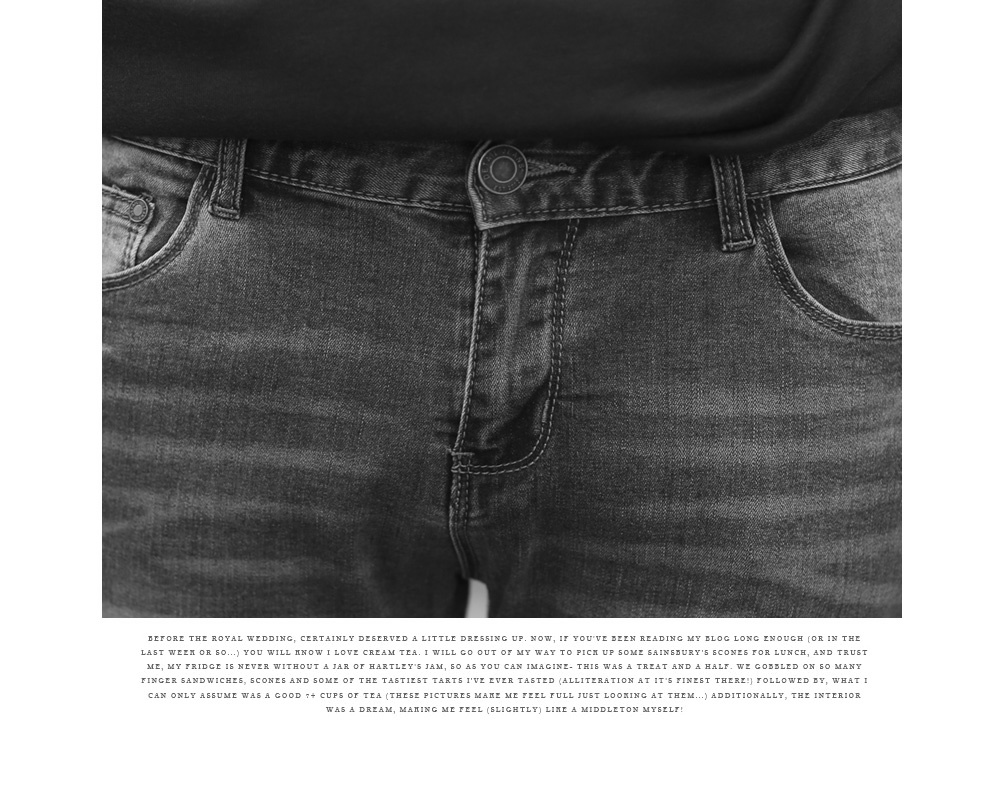 BEFORE THE ROYAL WEDDING, CERTAINLY DESERVED A LITTLE DRESSING UP. NOW, IF YOU'VE BEEN READING MY BLOG LONG ENOUGH (OR IN THE
LAST WEEK OR SO...) YOU WILL KNOW I LOVE CREAM TEA. I WILL GO OUT OF MY WAY TO PICK UP SOME SAINSBURY'S SCONES FOR LUNCH, AND TRUST
ME, MY FRIDGE IS NEVER WITHOUT A JAR OF HARTLEY'S JAM, SO AS YOU CAN IMAGINE- THIS WAS A TREAT AND A HALF. WE GOBBLED ON SO MANY
FINGER SANDWICHES, SCONES AND SOME OF THE TASTIEST TARTS I'VE EVER TASTED (ALLITERATION AT IT'S FINEST THERE!) FOLLOWED BY, WHAT I
CAN ONLY ASSUME WAS A GOOD 7+ CUPS OF TEA (THESE PICTURES MAKE ME FEEL FULL JUST LOOKING AT THEM...) ADDITIONALLY, THE INTERIOR
WAS A DREAM, MAKING ME FEEL (SLIGHTLY) LIKE A MIDDLETON MYSELF!